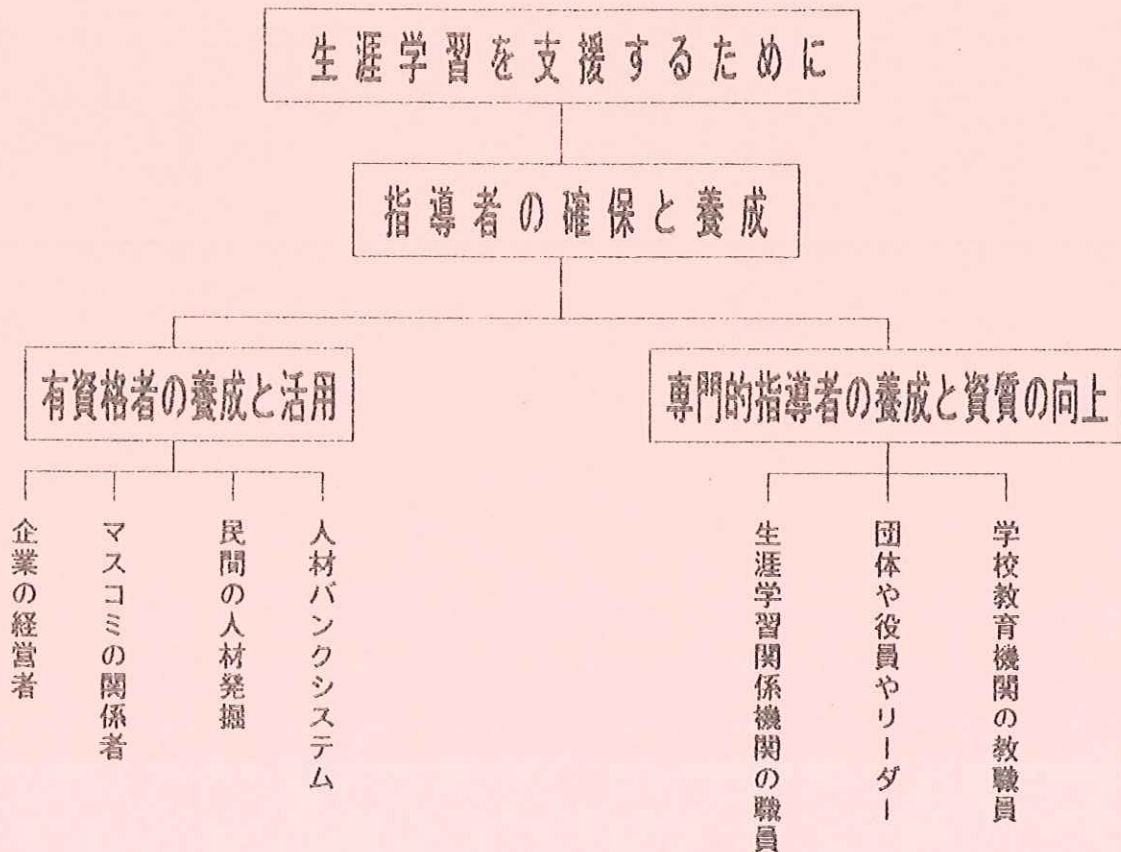 生涯学習を支援するために
指導者の確保と養成
有資格者の養成と活用
専門的指導者の養成と資質の向上
企業の経営者
マスコミの関係者
民間の人材発掘
人材バンクシステム
生涯学習関係機関の職員
団体や役員やリーダー
学校教育機関の教職員